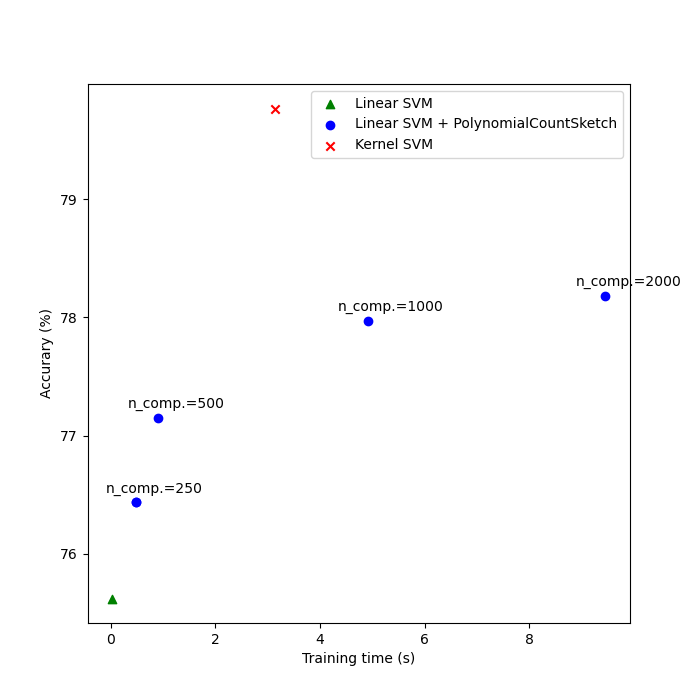 Linear SVM
Linear SVM + PolynomialCountSketch
Kernel SVM
79
n_comp.=2000
78
n_comp.=1000
n_comp.=500
77
n_comp.=250
76
Accurary (%)
0 2 4 6 8
Training time (s)